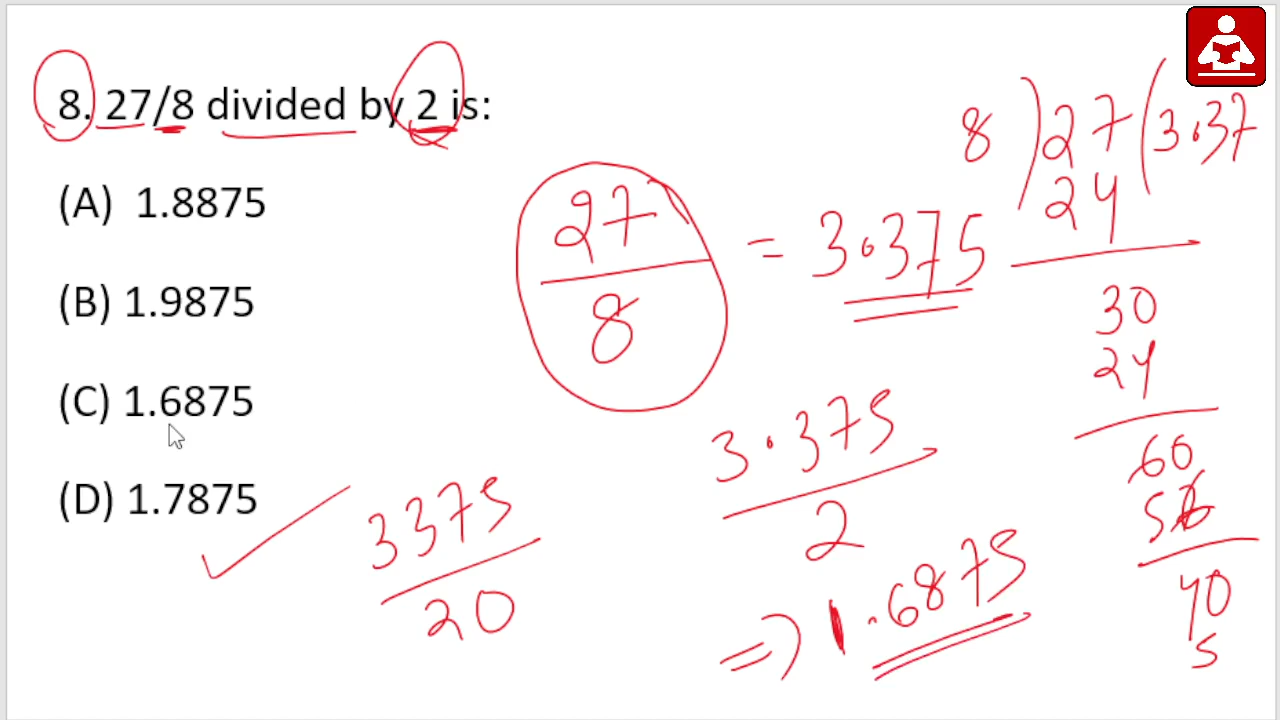 8. 27/8 divided by 2 is:
(A) 1.8875
(B) 1.9875
(C) 1.6875
(D) 1.7875
27
8
= 3.375
8 ) 27 ( 3.37
24
30
24
60
56
40
5
3.375
2
⇒ 1.6875
3375
20